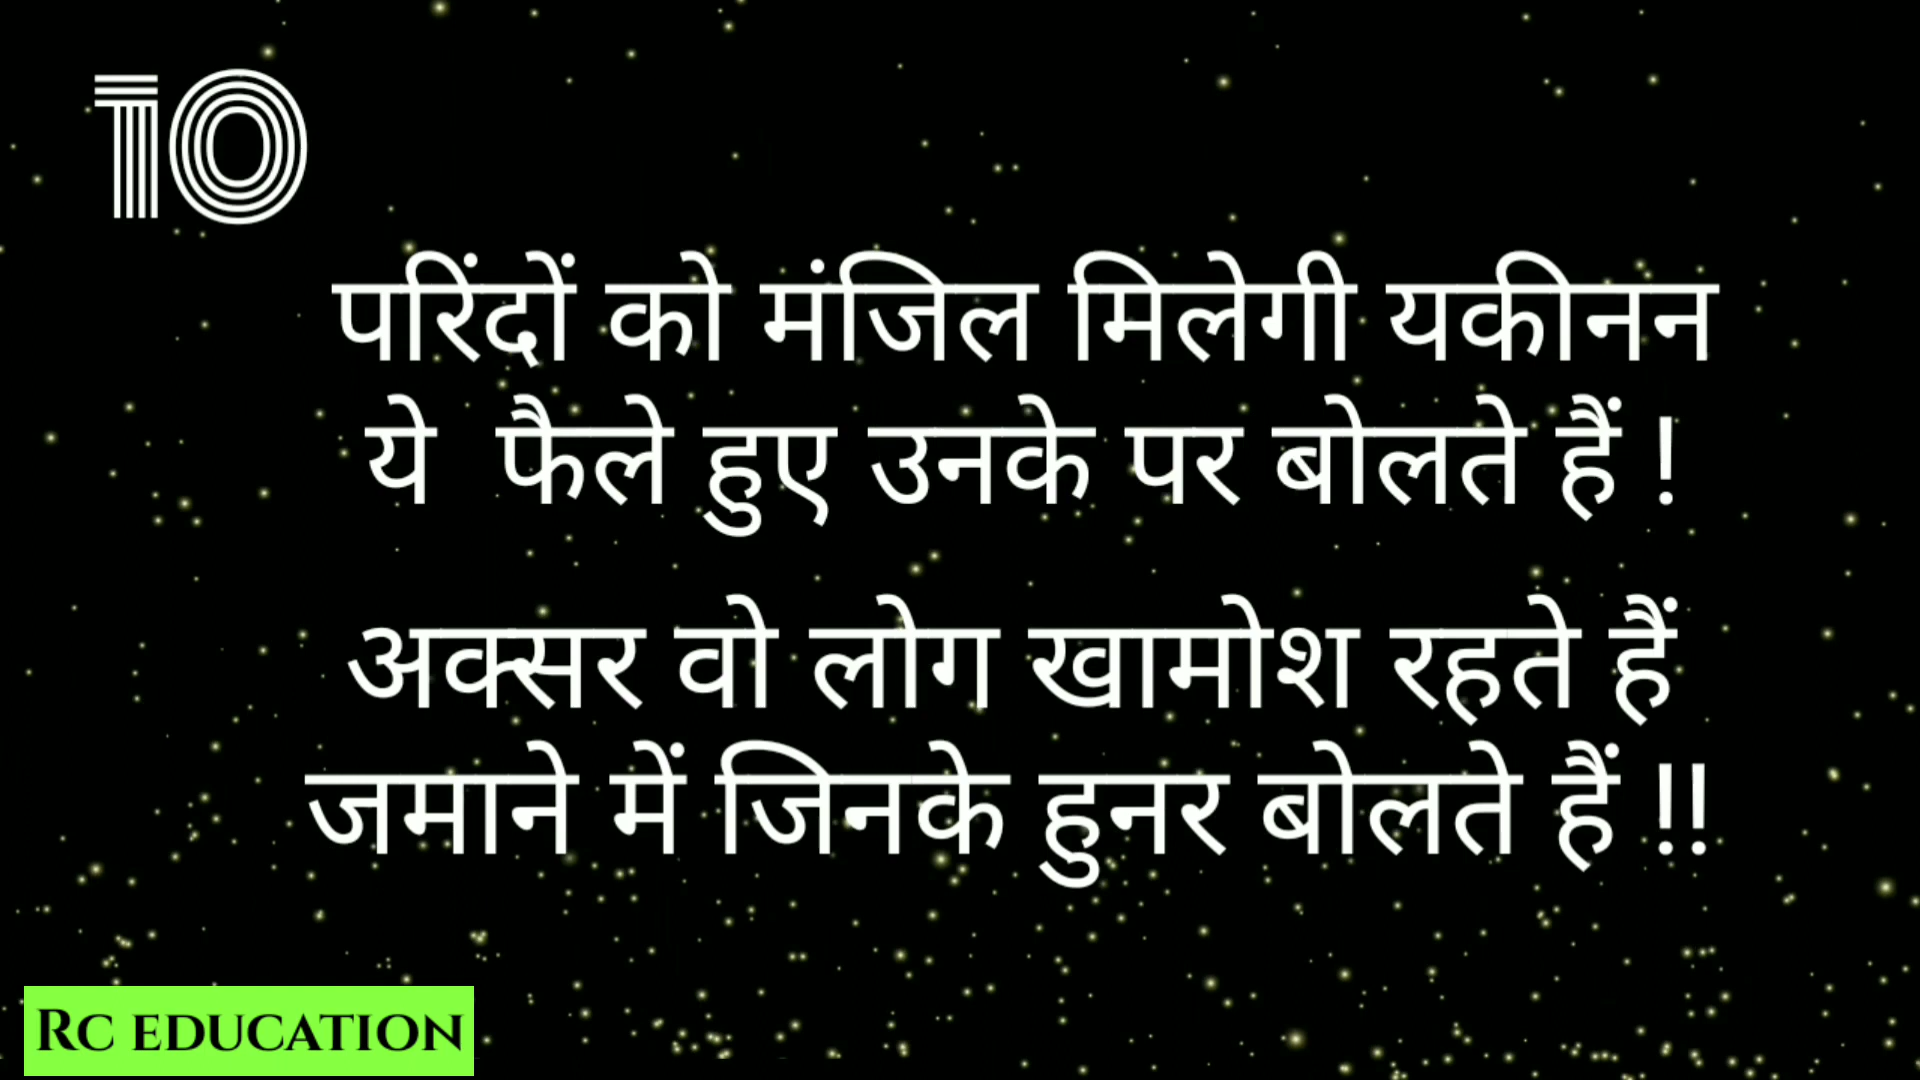 10
परिंदों को मंजिल मिलेगी यकीनन
ये फैले हुए उनके पर बोलते हैं !
अक्सर वो लोग खामोश रहते हैं
जमाने में जिनके हुनर बोलते हैं !!
RC EDUCATION